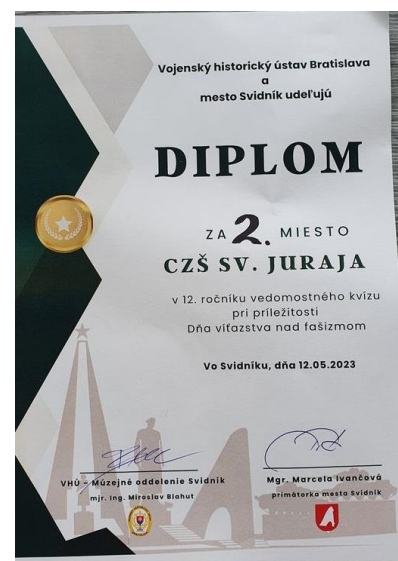 Vojenský historický ústav Bratislava
a
mesto Svidník udeľujú
DIPLOM
ZA 2. MIESTO
CZŠ SV. JURAJA
v 12. ročníku vedomostného kvízu
pri príležitosti
Dňa víťazstva nad fašizmom
Vo Svidníku, dňa 12.05.2023
VHÚ - Múzejné oddelenie Svidník
mjr. Ing. Miroslav Blahut
Mgr. Marcela Ivančová
primátorka mesta Svidník